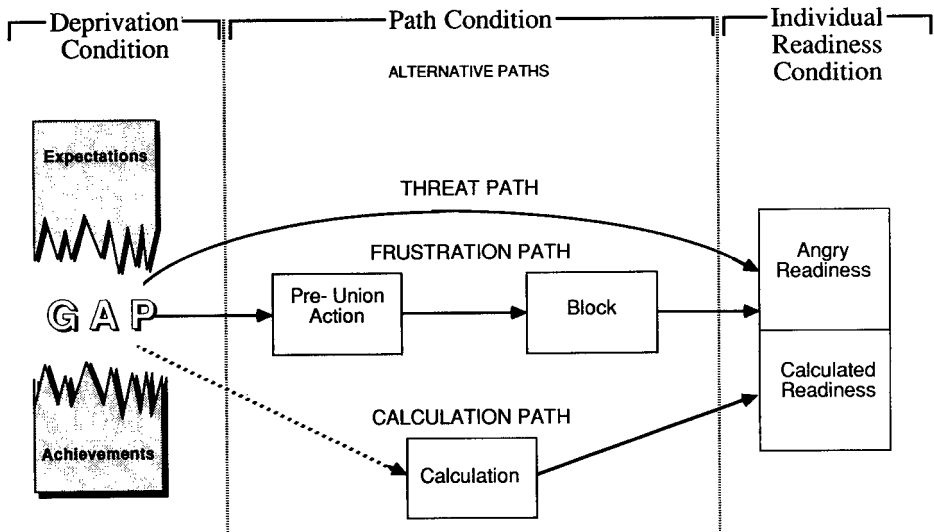 Deprivation
Condition
Path Condition
Individual
Readiness
Condition
ALTERNATIVE PATHS
Expectations
THREAT PATH
FRUSTRATION PATH
Angry
Readiness
GAP
Pre- Union
Action
Block
Calculated
Readiness
CALCULATION PATH
Achievements
Calculation